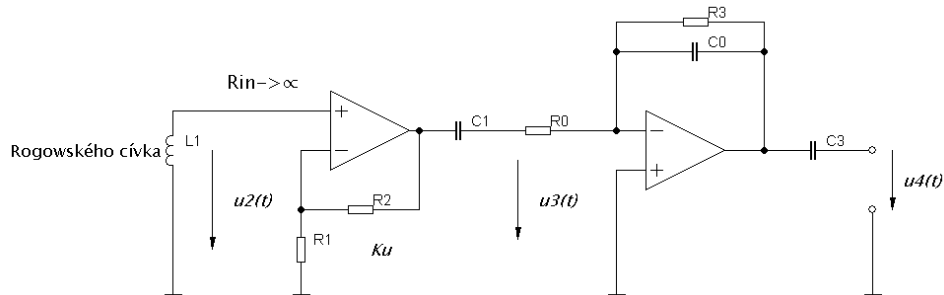 R3
C0
Rin->∝
+
−
C1
R0
−
+
C3
Rogowského cívka
L1
u2(t)
R2
u3(t)
u4(t)
R1
Ku